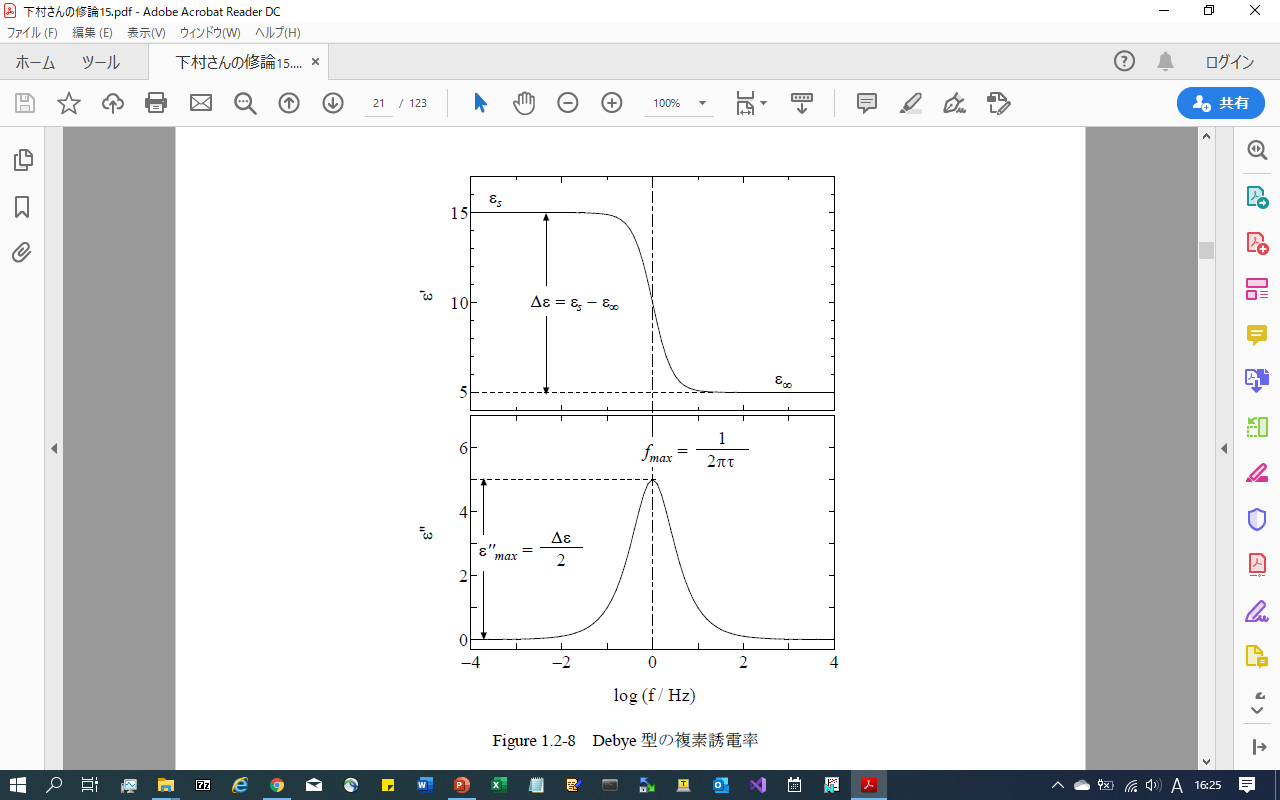 下村さんの修論15.pdf - Adobe Acrobat Reader DC
ファイル (F) 編集 (E) 表示(V) ウィンドウ(W) ヘルプ(H)
ホーム ツール 下村さんの修論15.... × ログイン
21 / 123 100% 共有
εs
15
Δε = εs − ε∞
ε'
10
ε∞
5
fmax = 1
2πτ
6
4
ε''
ε''max = Δε
2
2
0
−4 −2 0 2 4
log (f / Hz)
Figure 1.2-8 Debye 型の複素誘電率
A 16:25